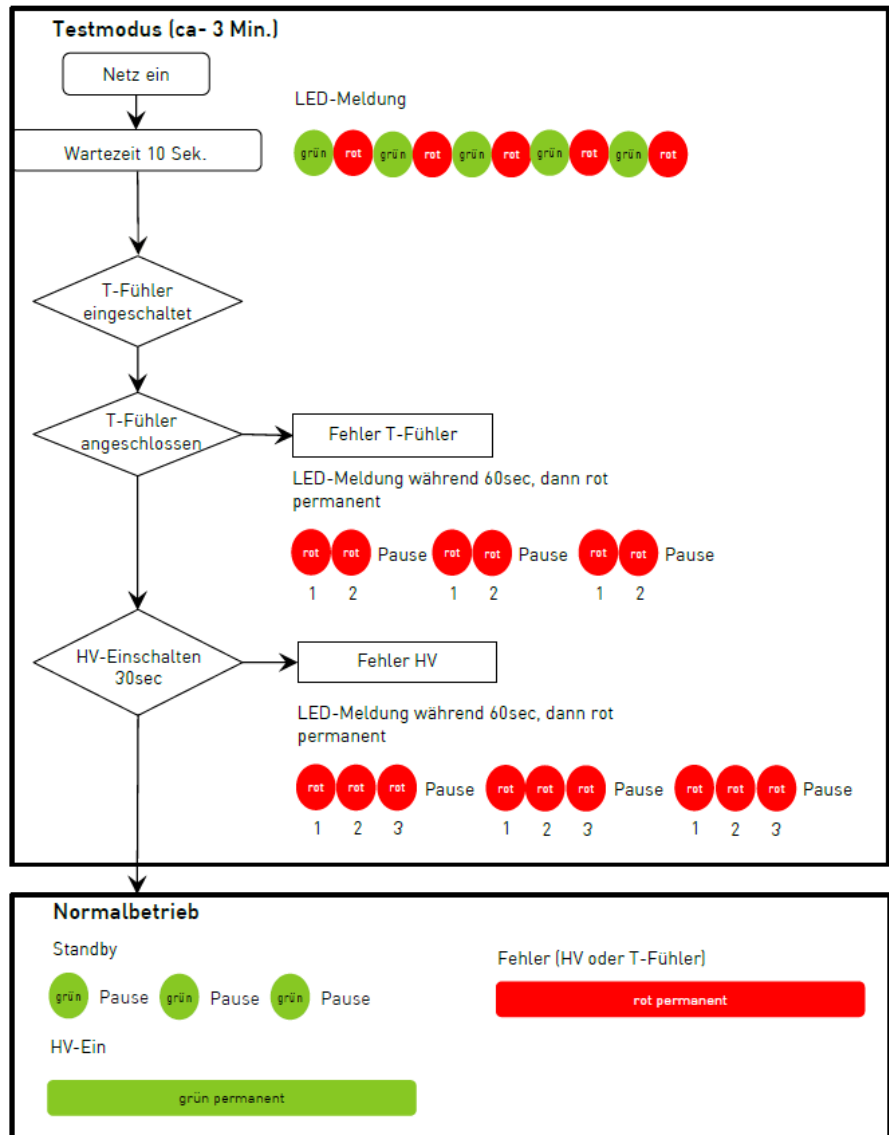 Testmodus (ca- 3 Min.)
Netz ein
LED-Meldung
Wartezeit 10 Sek.
grün rot grün rot grün rot grün rot grün rot
T-Fühler
eingeschaltet
T-Fühler
angeschlossen
Fehler T-Fühler
LED-Meldung während 60sec, dann rot
permanent
rot rot Pause rot rot Pause rot rot Pause
1 2 1 2 1 2
HV-Einschalten
30sec
Fehler HV
LED-Meldung während 60sec, dann rot
permanent
rot rot rot Pause rot rot rot Pause rot rot rot Pause
1 2 3 1 2 3 1 2 3
Normalbetrieb
Standby
grün Pause grün Pause grün Pause
HV-Ein
grün permanent
Fehler (HV oder T-Fühler)
rot permanent